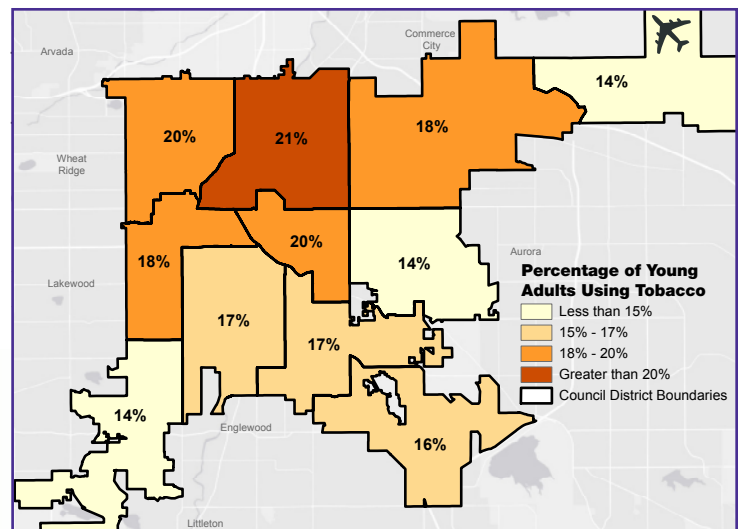 Commerce
City
Arvada
14%
18%
20%
21%
Wheat
Ridge
20%
Aurora
18%
14%
Lakewood
Percentage of Young
Adults Using Tobacco
Less than 15%
15% - 17%
18% - 20%
Greater than 20%
Council District Boundaries
17%
17%
14%
Englewood
16%
Littleton